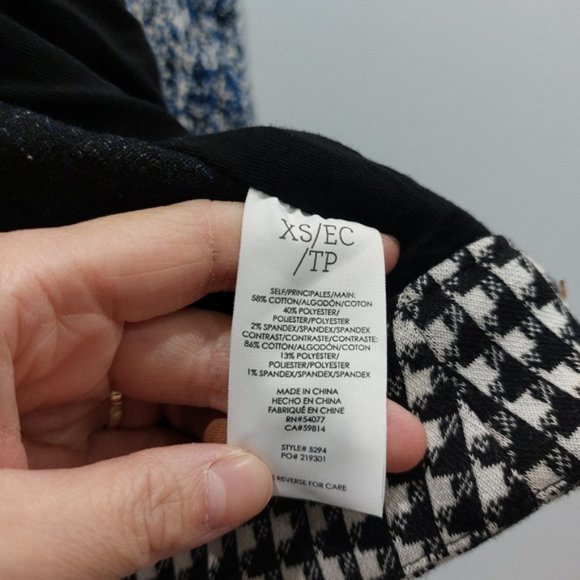 XS/EC
/TP
SELF/PRINCIPALES/MAIN:
58% COTTON/ALGODÓN/COTON
40% POLYESTER/
POLIESTER/POLYESTER
2% SPANDEX/SPANDEX/SPANDEX
CONTRAST/CONTRASTE/CONTRASTE:
86% COTTON/ALGODÓN/COTON
13% POLYESTER/
POLIESTER/POLYESTER
1% SPANDEX/SPANDEX/SPANDEX
MADE IN CHINA
HECHO EN CHINA
FABRIQUÉ EN CHINE
RN#54077
CA#59814
STYLE# 5294
PO# 219301
REVERSE FOR CARE